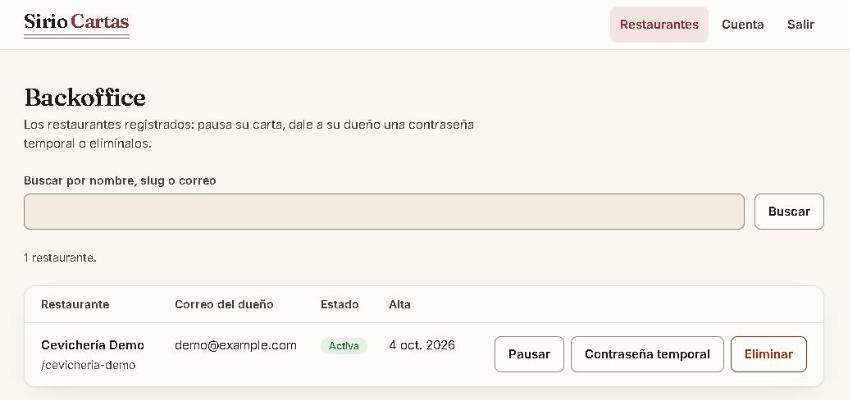 Sirio Cartas
Restaurantes
Cuenta
Salir
Backoffice
Los restaurantes registrados: pausa su carta, dale a su dueño una contraseña
temporal o elimínalos.
Buscar por nombre, slug o correo
Buscar
1 restaurante.
Restaurante Correo del dueño Estado Alta
Cevichería Demo demo@example.com Activa 4 oct. 2026 Pausar Contraseña temporal Eliminar
/cevicheria-demo